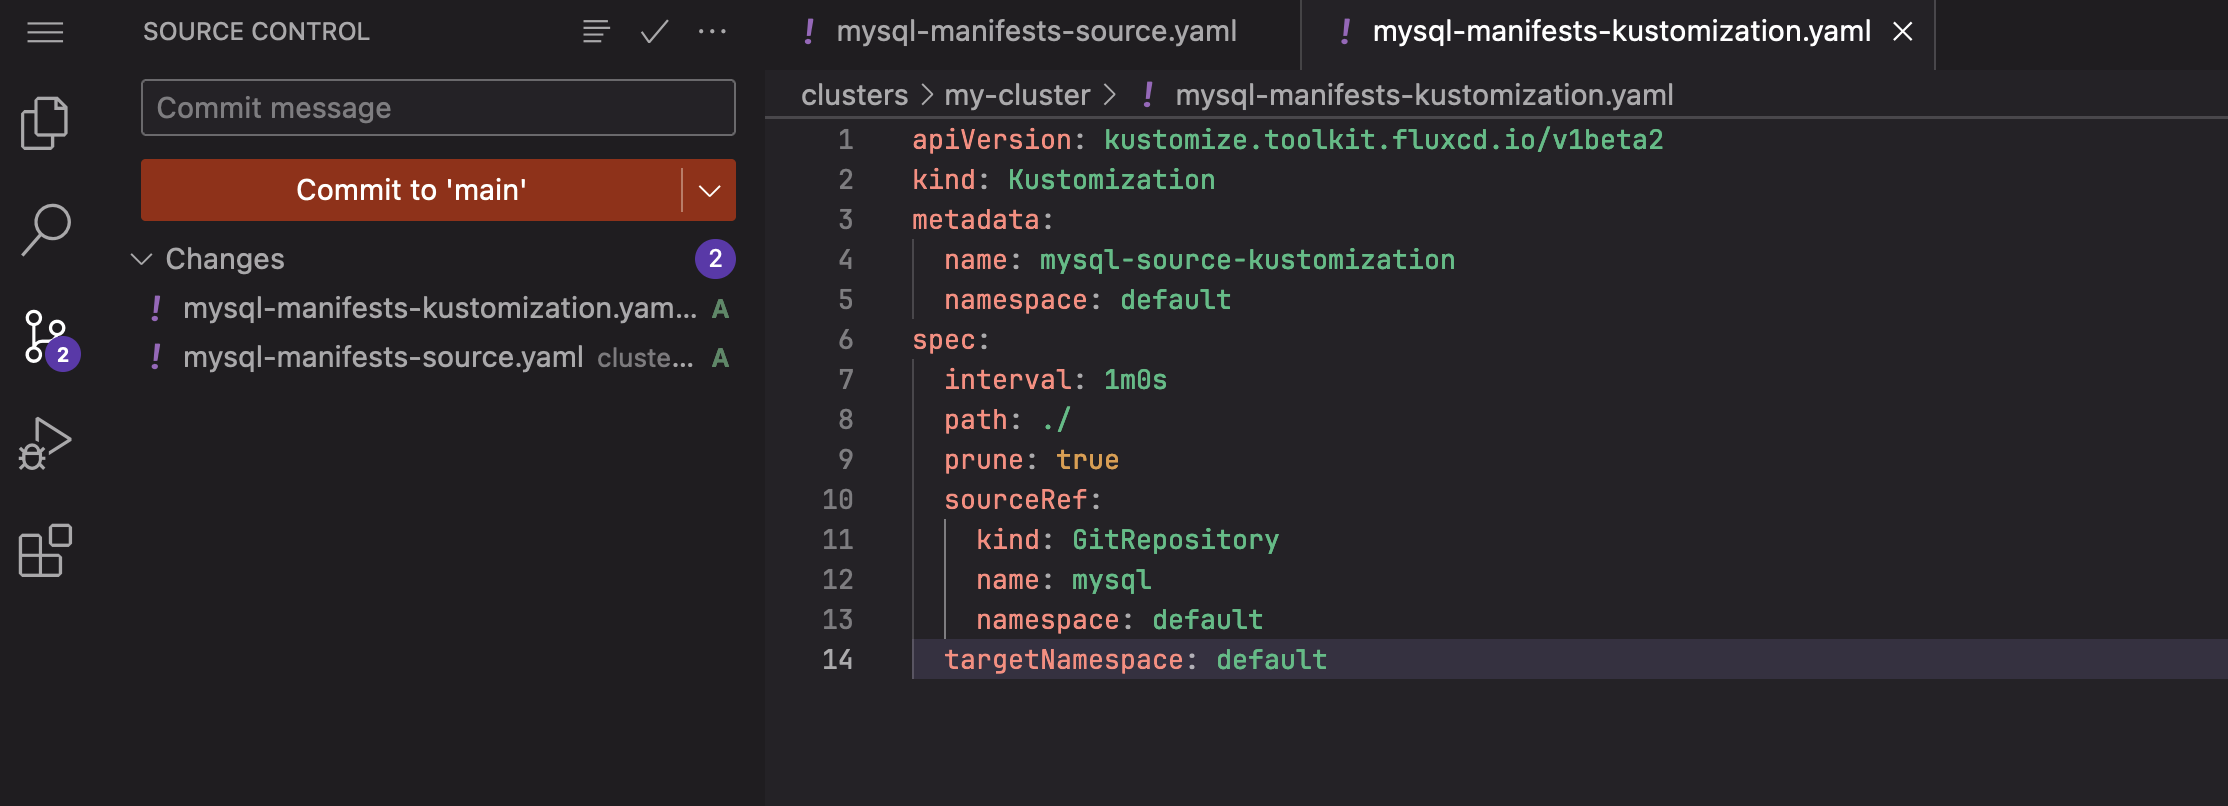 SOURCE CONTROL
Commit message
Commit to 'main'
Changes 2
mysql-manifests-kustomization.yam... A
mysql-manifests-source.yaml cluste... A
2
mysql-manifests-source.yaml
mysql-manifests-kustomization.yaml
clusters > my-cluster > ! mysql-manifests-kustomization.yaml
1 apiVersion: kustomize.toolkit.fluxcd.io/v1beta2
2 kind: Kustomization
3 metadata:
4 name: mysql-source-kustomization
5 namespace: default
6 spec:
7 interval: 1m0s
8 path: ./
9 prune: true
10 sourceRef:
11 kind: GitRepository
12 name: mysql
13 namespace: default
14 targetNamespace: default